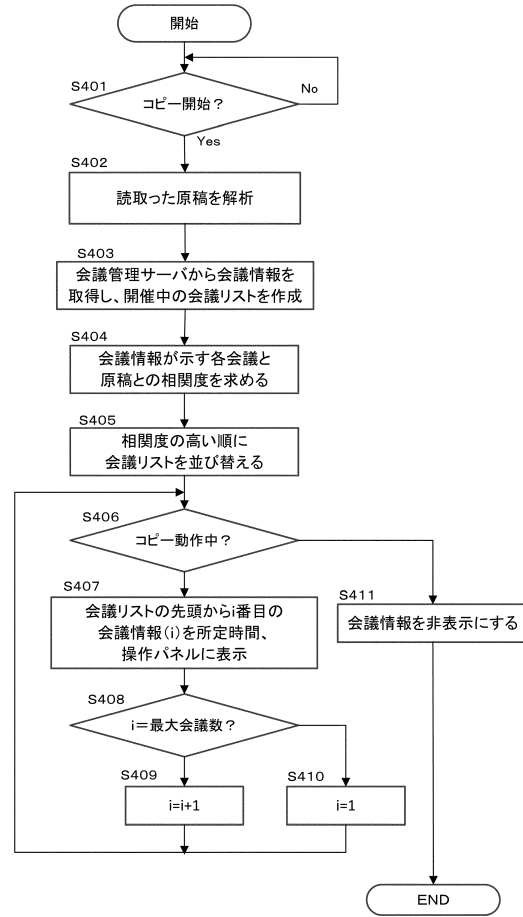 開始
S401
コピー開始？
No
Yes
S402
読取った原稿を解析
S403
会議管理サーバから会議情報を
取得し、開催中の会議リストを作成
S404
会議情報が示す各会議と
原稿との相関度を求める
S405
相関度の高い順に
会議リストを並び替える
S406
コピー動作中？
S407
会議リストの先頭からi番目の
会議情報（i）を所定時間、
操作パネルに表示
S411
会議情報を非表示にする
S408
i＝最大会議数？
S409
i=i+1
S410
i=1
END